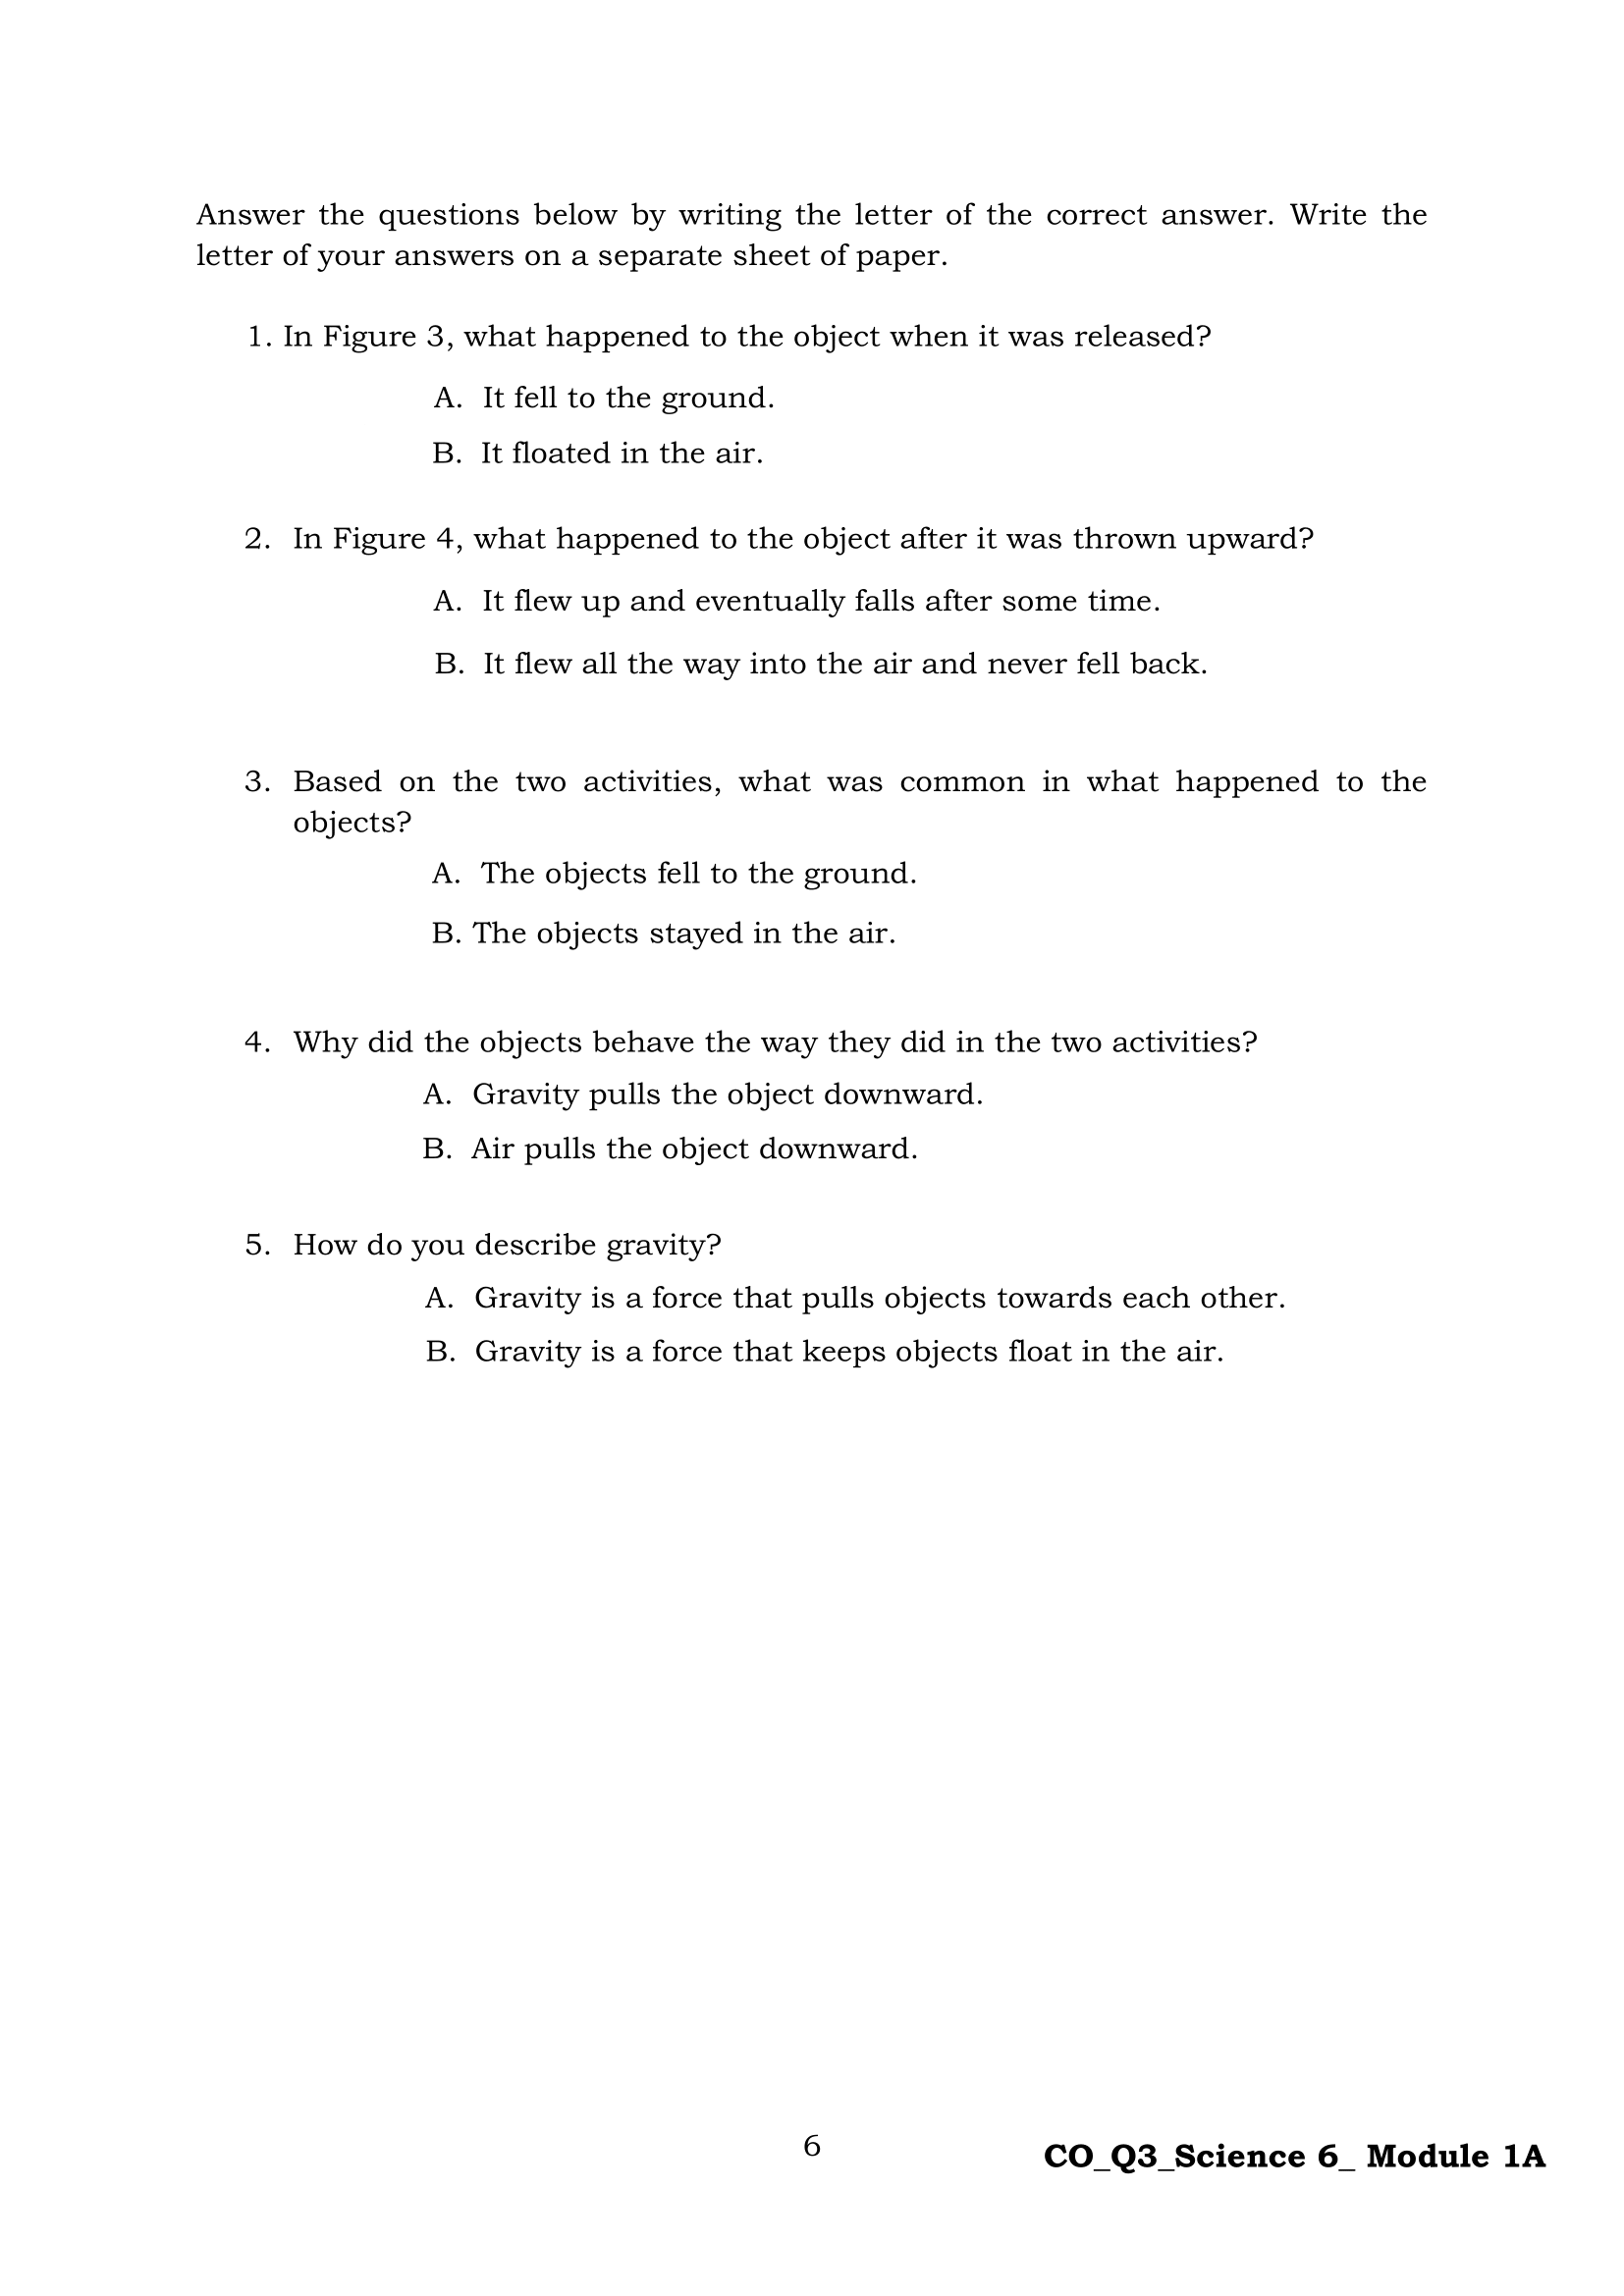 Answer the questions below by writing the letter of the correct answer. Write the
letter of your answers on a separate sheet of paper.
1. In Figure 3, what happened to the object when it was released?
A. It fell to the ground.
B. It floated in the air.
2. In Figure 4, what happened to the object after it was thrown upward?
A. It flew up and eventually falls after some time.
B. It flew all the way into the air and never fell back.
3. Based on the two activities, what was common in what happened to the
objects?
A. The objects fell to the ground.
B. The objects stayed in the air.
4. Why did the objects behave the way they did in the two activities?
A. Gravity pulls the object downward.
B. Air pulls the object downward.
5. How do you describe gravity?
A. Gravity is a force that pulls objects towards each other.
B. Gravity is a force that keeps objects float in the air.
6
CO_Q3_Science 6_ Module 1A